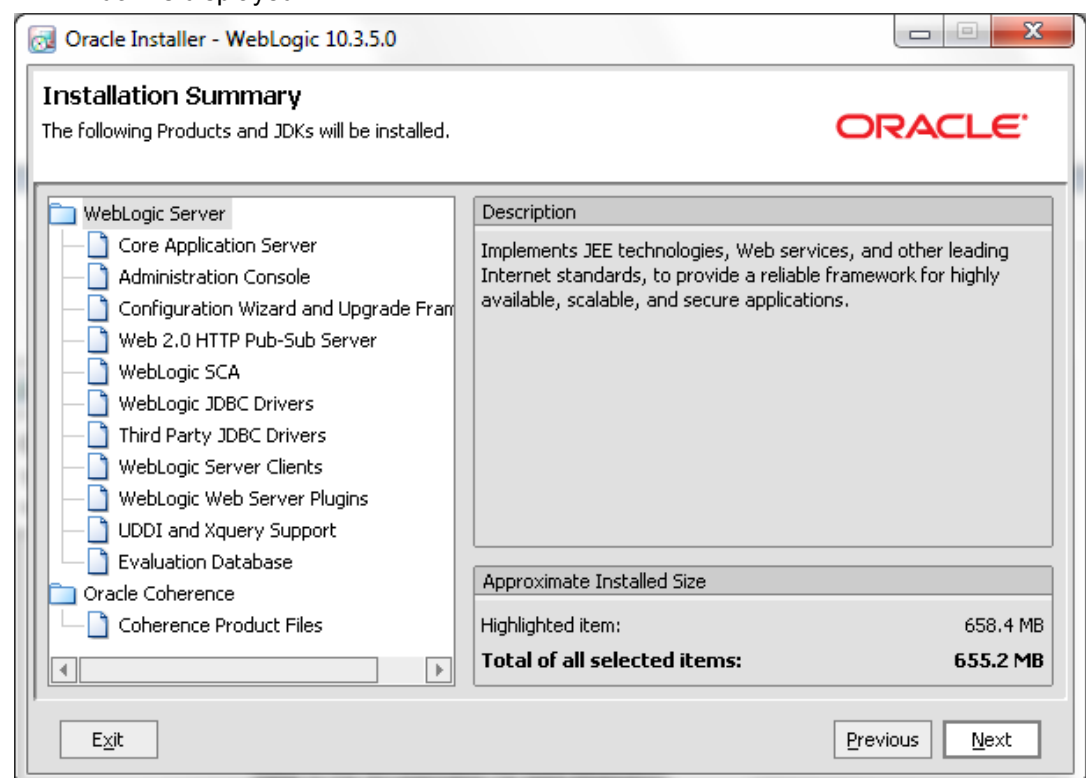 Oracle Installer - WebLogic 10.3.5.0
Installation Summary
The following Products and JDKs will be installed.
ORACLE
WebLogic Server
Core Application Server
Administration Console
Configuration Wizard and Upgrade Fram
Web 2.0 HTTP Pub-Sub Server
WebLogic SCA
WebLogic JDBC Drivers
Third Party JDBC Drivers
WebLogic Server Clients
WebLogic Web Server Plugins
UDDI and Xquery Support
Evaluation Database
Oracle Coherence
Coherence Product Files
Description
Implements JEE technologies, Web services, and other leading
Internet standards, to provide a reliable framework for highly
available, scalable, and secure applications.
Approximate Installed Size
Highlighted item: 658.4 MB
Total of all selected items: 655.2 MB
Exit
Previous
Next